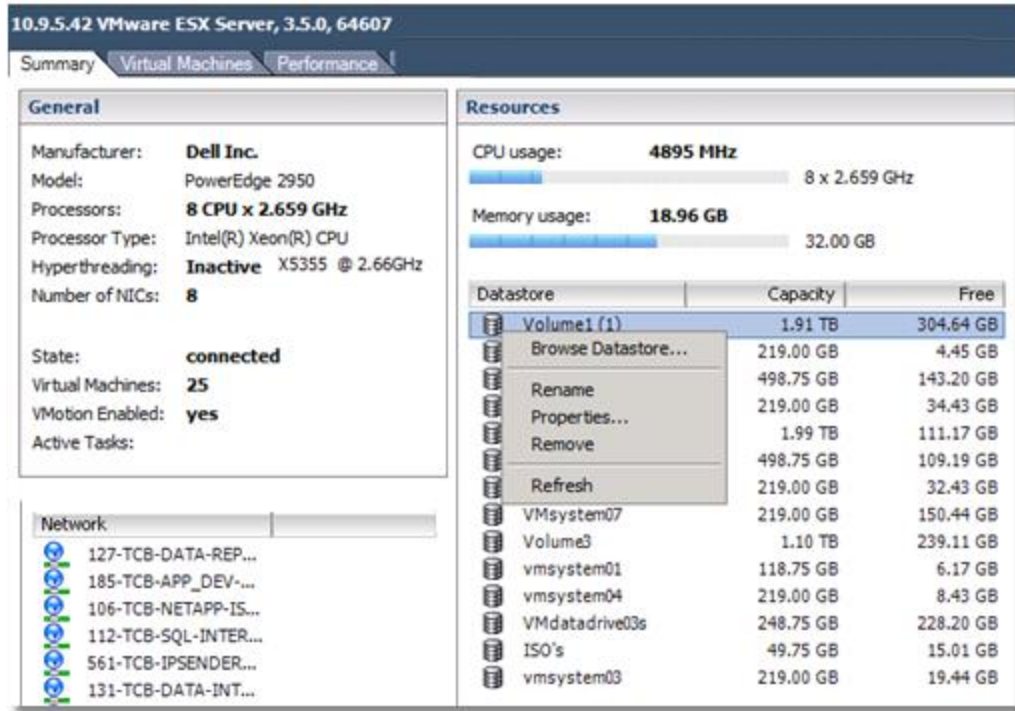 10.9.5.42 VMware ESX Server, 3.5.0, 64607
Summary Virtual Machines Performance
General
Manufacturer: Dell Inc.
Model: PowerEdge 2950
Processors: 8 CPU x 2.659 GHz
Processor Type: Intel(R) Xeon(R) CPU
Hyperthreading: Inactive X5355 @ 2.66GHz
Number of NICs: 8
State: connected
Virtual Machines: 25
VMotion Enabled: yes
Active Tasks:
Network
127-TCB-DATA-REP...
185-TCB-APP_DEV-...
106-TCB-NETAPP-IS...
112-TCB-SQL-INTER...
561-TCB-IPSENDER...
131-TCB-DATA-INT...
Resources
CPU usage: 4895 MHz
8 x 2.659 GHz
Memory usage: 18.96 GB
32.00 GB
Datastore Capacity Free
Volume1 (1) 1.91 TB 304.64 GB
Browse Datastore...
Rename
Properties...
Remove
Refresh
219.00 GB 4.45 GB
498.75 GB 143.20 GB
219.00 GB 34.43 GB
1.99 TB 111.17 GB
498.75 GB 109.19 GB
219.00 GB 32.43 GB
VMsystem07 219.00 GB 150.44 GB
Volume3 1.10 TB 239.11 GB
vmsystem01 118.75 GB 6.17 GB
vmsystem04 219.00 GB 8.43 GB
VMdatadrive03s 248.75 GB 228.20 GB
ISO's 49.75 GB 15.01 GB
vmsystem03 219.00 GB 19.44 GB